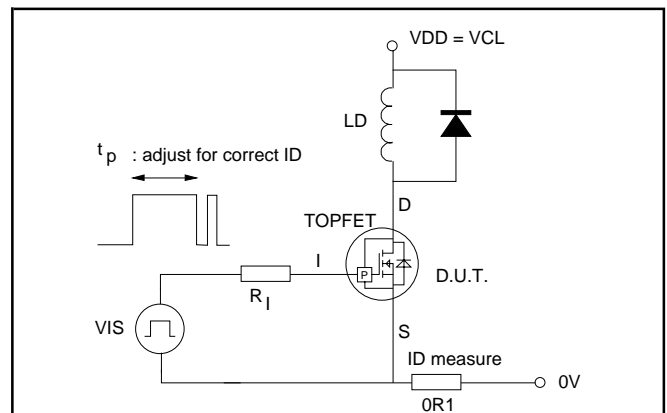 VDD = VCL
LD
t p : adjust for correct ID
TOPFET
D
I
P
D.U.T.
R I
VIS
S
ID measure
0V
0R1